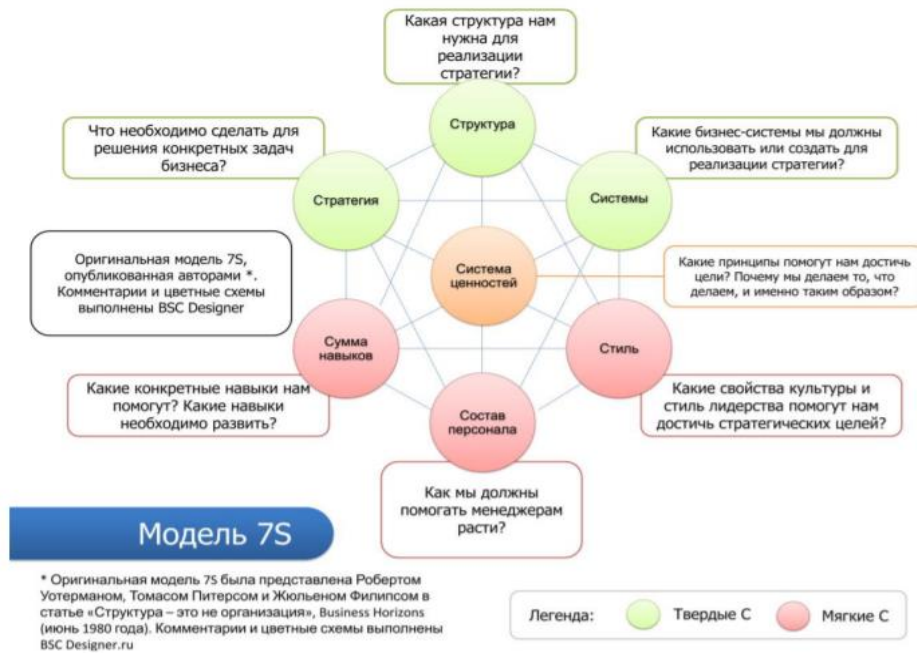 Какая структура нам
нужна для
реализации
стратегии?
Структура
Что необходимо сделать для
решения конкретных задач
бизнеса?
Какие бизнес-системы мы должны
использовать или создать для
реализации стратегии?
Стратегия
Системы
Оригинальная модель 7S,
опубликованная авторами *.
Комментарии и цветные схемы
выполнены BSC Designer
Система
ценностей
Какие принципы помогут нам достичь
цели? Почему мы делаем то, что
делаем, и именно таким образом?
Сумма
навыков
Стиль
Какие конкретные навыки нам
помогут? Какие навыки
необходимо развить?
Состав
персонала
Какие свойства культуры и
стиль лидерства помогут нам
достичь стратегических целей?
Как мы должны
помогать менеджерам
расти?
Модель 7S
* Оригинальная модель 7S была представлена Робертом
Уотерманом, Томасом Питерсом и Жюльеном Филипсом в
статье «Структура – это не организация», Business Horizons
(июнь 1980 года). Комментарии и цветные схемы выполнены
BSC Designer.ru
Легенда:
Твердые С
Мягкие С